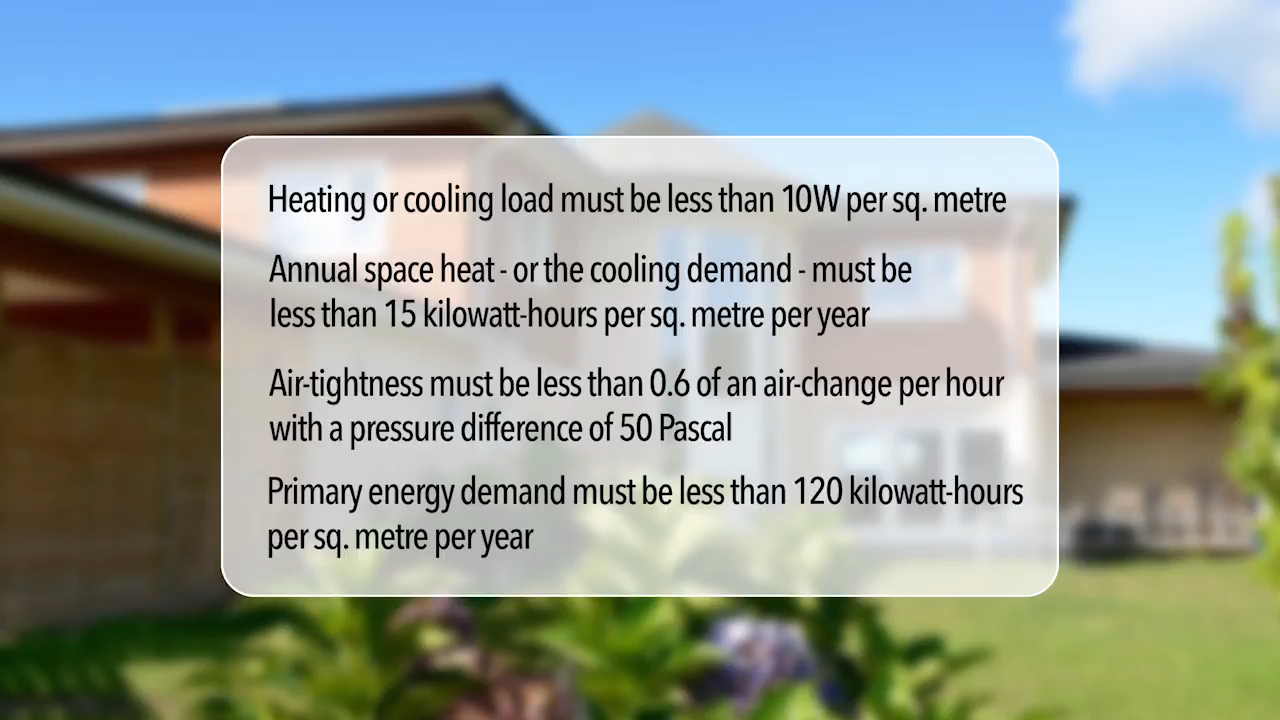 Heating or cooling load must be less than 10W per sq. metre
Annual space heat - or the cooling demand - must be
less than 15 kilowatt-hours per sq. metre per year
Air-tightness must be less than 0.6 of an air-change per hour
with a pressure difference of 50 Pascal
Primary energy demand must be less than 120 kilowatt-hours
per sq. metre per year